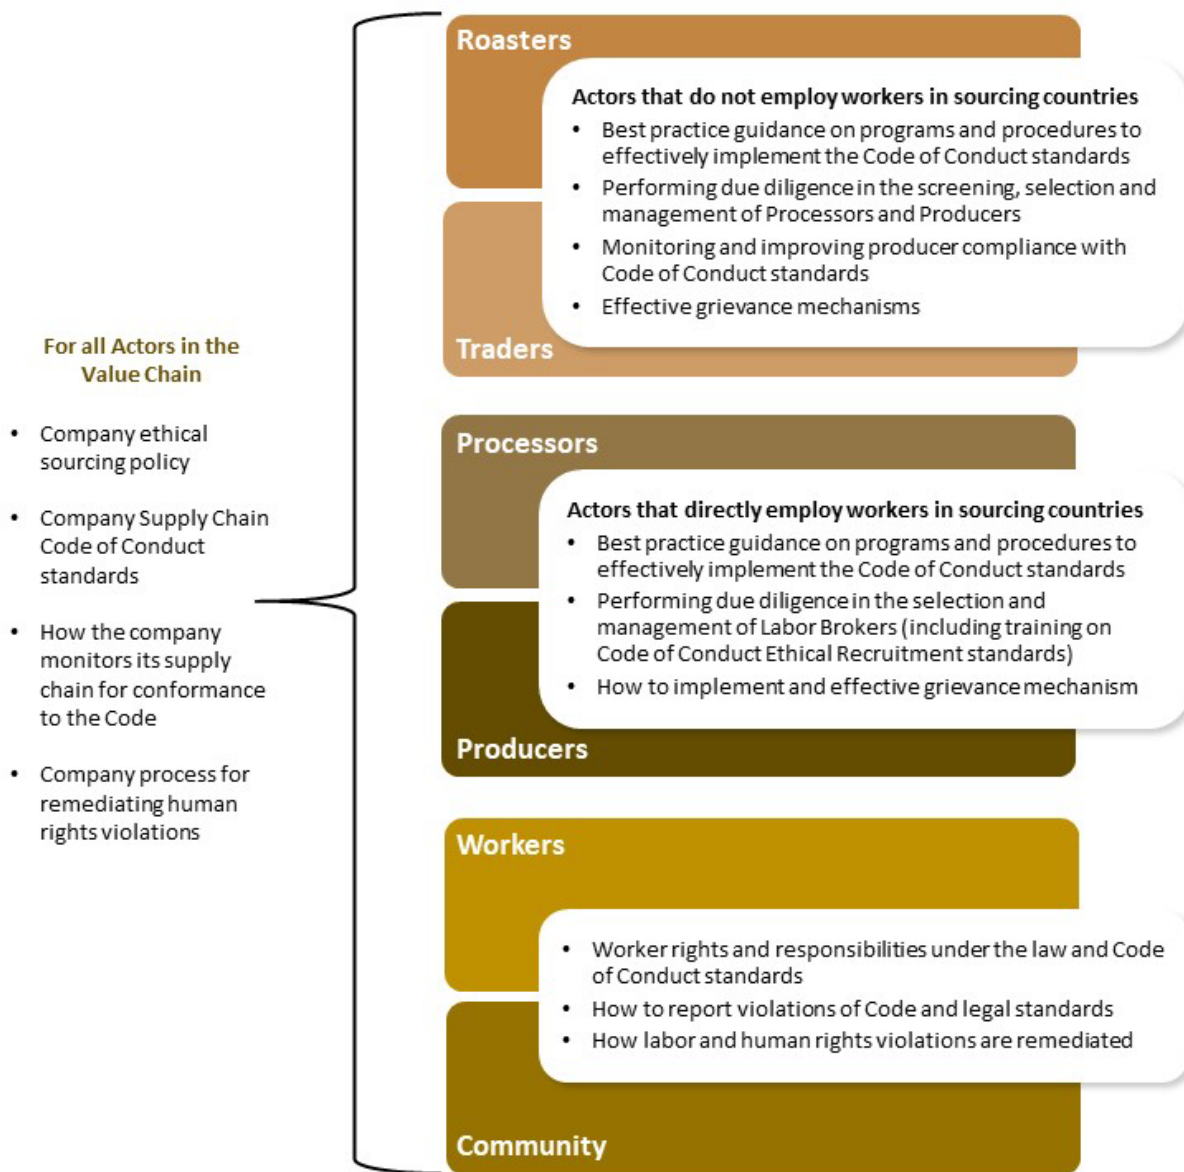 For all Actors in the
Value Chain
• Company ethical
sourcing policy
• Company Supply Chain
Code of Conduct
standards
• How the company
monitors its supply
chain for conformance
to the Code
• Company process for
remediating human
rights violations
Roasters
Actors that do not employ workers in sourcing countries
• Best practice guidance on programs and procedures to
effectively implement the Code of Conduct standards
• Performing due diligence in the screening, selection and
management of Processors and Producers
• Monitoring and improving producer compliance with
Code of Conduct standards
• Effective grievance mechanisms
Traders
Processors
Actors that directly employ workers in sourcing countries
• Best practice guidance on programs and procedures to
effectively implement the Code of Conduct standards
• Performing due diligence in the selection and
management of Labor Brokers (including training on
Code of Conduct Ethical Recruitment standards)
• How to implement and effective grievance mechanism
Producers
Workers
• Worker rights and responsibilities under the law and Code
of Conduct standards
• How to report violations of Code and legal standards
• How labor and human rights violations are remediated
Community